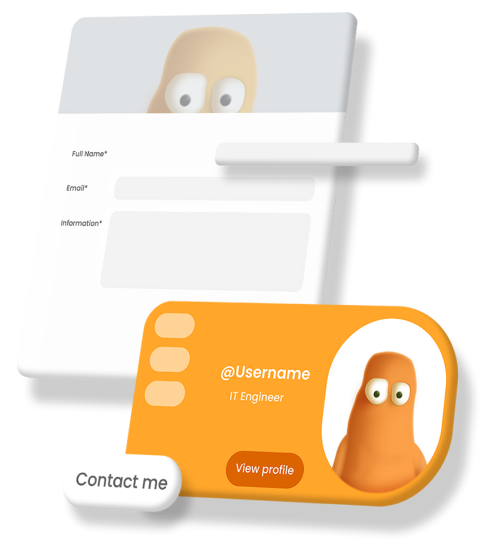 Full Name*
Email*
Information*
@Username
IT Engineer
View profile
Contact me